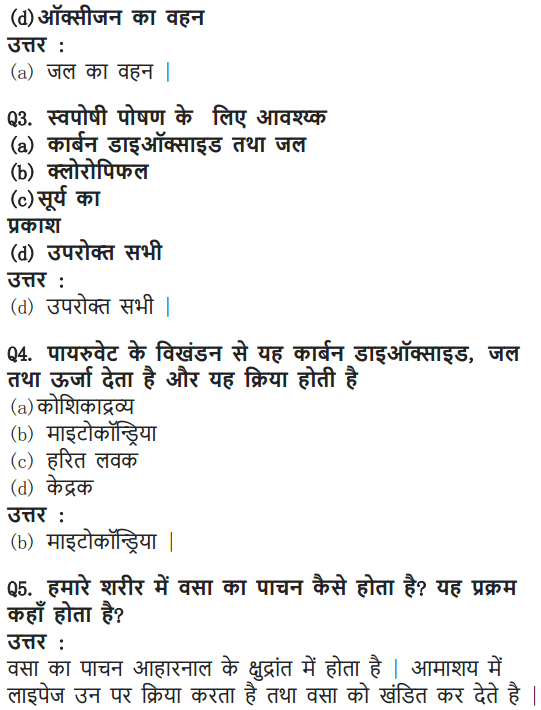 (d)ऑक्सीजन का वहन
उत्तर :
(a) जल का वहन |
Q3. स्वपोषी पोषण के लिए आवश्य्क
(a) कार्बन डाइऑक्साइड तथा जल
(b) क्लोरोपिफल
(c)सूर्य का
प्रकाश
(d) उपरोक्त सभी
उत्तर :
(d) उपरोक्त सभी |
Q4. पायरुवेट के विखंडन से यह कार्बन डाइऑक्साइड, जल
तथा ऊर्जा देता है और यह क्रिया होती है
(a)कोशिकाद्रव्य
(b) माइटोकॉन्ड्रिया
(c) हरित लवक
(d) केद्रक
उत्तर :
(b) माइटोकॉन्ड्रिया |
Q5. हमारे शरीर में वसा का पाचन कैसे होता है? यह प्रक्रम
कहाँ होता है?
उत्तर :
वसा का पाचन आहारनाल के क्षुद्रांत में होता है | आमाशय में
लाइपेज उन पर क्रिया करता है तथा वसा को खंडित कर देते है |